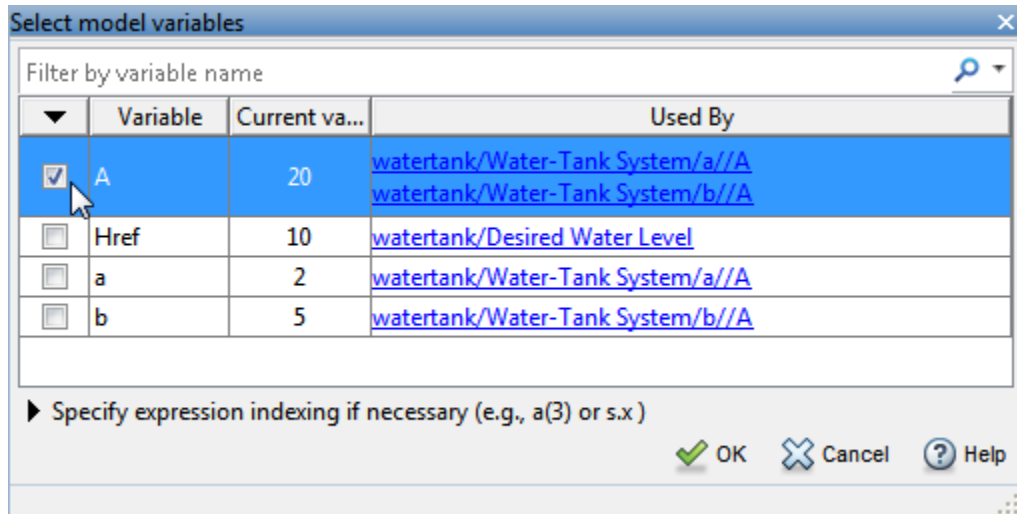 Select model variables
Filter by variable name
Variable Current va... Used By
A 20 watertank/Water-Tank System/a//A
watertank/Water-Tank System/b//A
Href 10 watertank/Desired Water Level
a 2 watertank/Water-Tank System/a//A
b 5 watertank/Water-Tank System/b//A
Specify expression indexing if necessary (e.g., a(3) or s.x )
OK Cancel Help